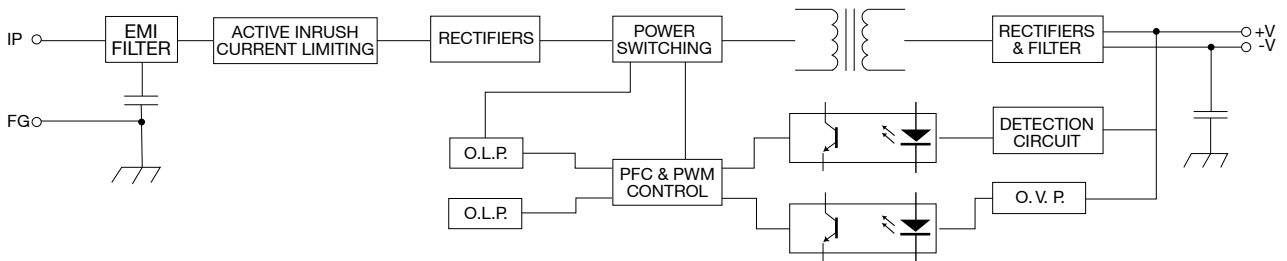 IP
EMI
FILTER
ACTIVE INRUSH
CURRENT LIMITING
RECTIFIERS
POWER
SWITCHING
RECTIFIERS
& FILTER
+V
-V
FG
O.L.P.
PFC & PWM
CONTROL
DETECTION
CIRCUIT
O.L.P.
O. V. P.